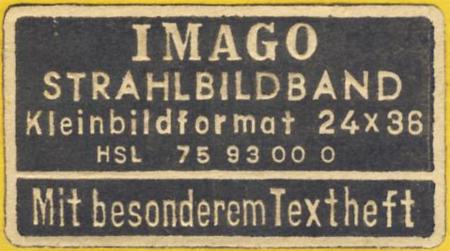 IMAGO
STRAHLBILDBAND
Kleinbildformat 24x36
HSL 75 93 00 0
Mit besonderem Textheft